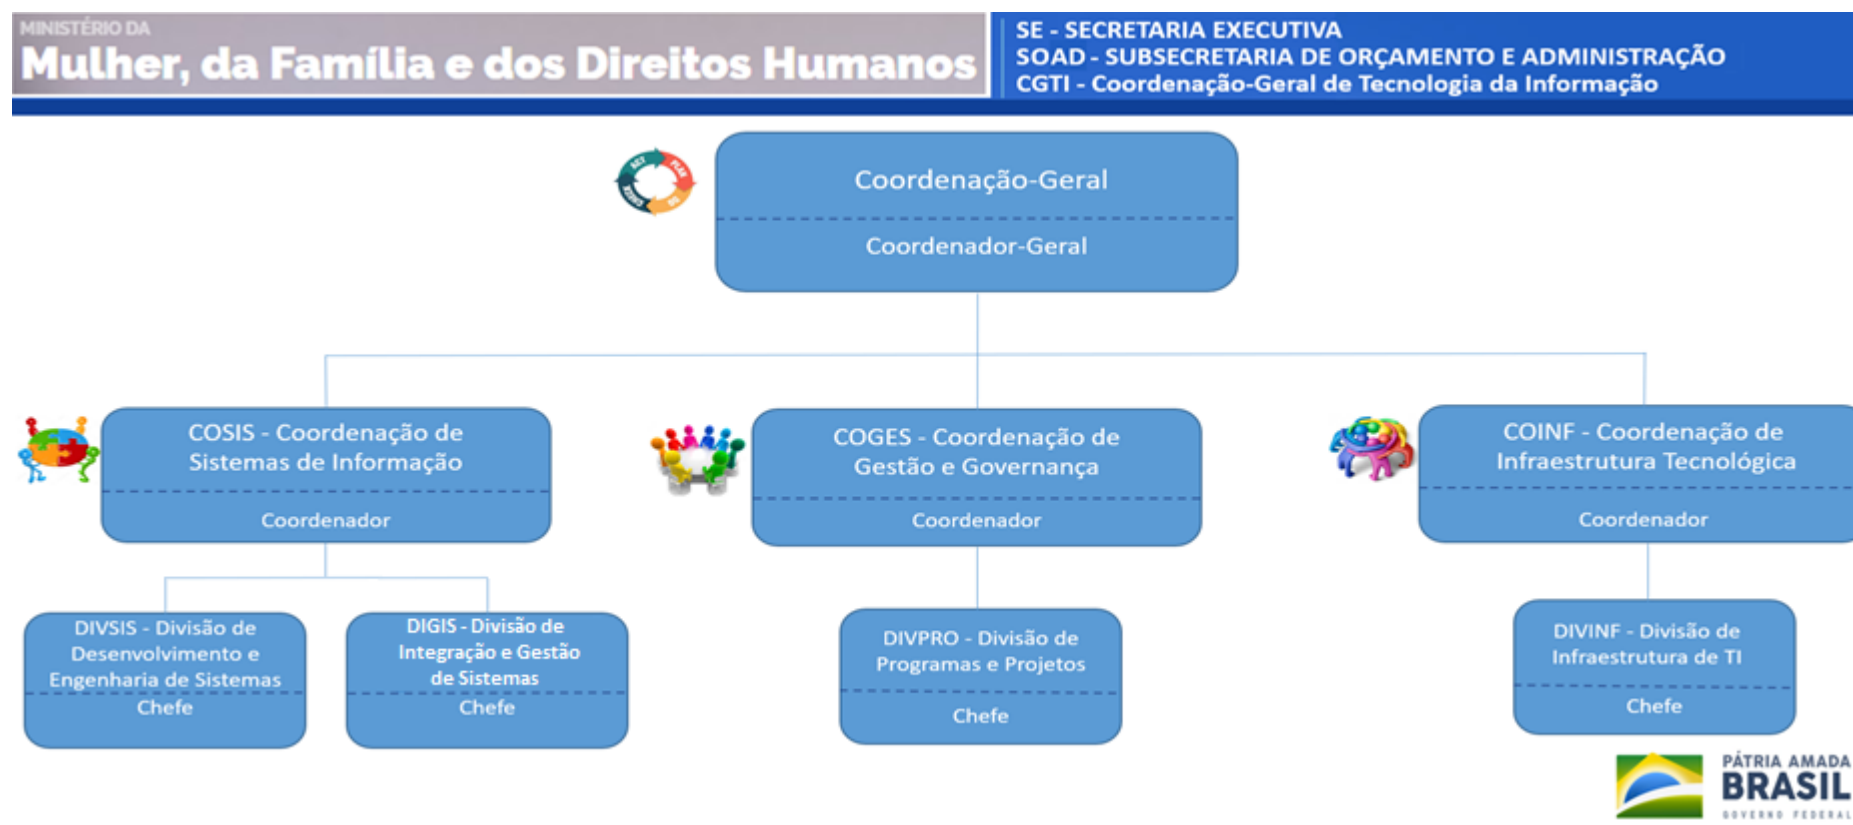 MINISTÉRIO DA
Mulher, da Família e dos Direitos Humanos
SE - SECRETARIA EXECUTIVA
SOAD - SUBSECRETARIA DE ORÇAMENTO E ADMINISTRAÇÃO
CGTI - Coordenação-Geral de Tecnologia da Informação
ACT
PLAN
DO
CHECK
Coordenação-Geral
Coordenador-Geral
COSIS - Coordenação de
Sistemas de Informação
Coordenador
COGES - Coordenação de
Gestão e Governança
Coordenador
COINF - Coordenação de
Infraestrutura Tecnológica
Coordenador
DIVSIS - Divisão de
Desenvolvimento e
Engenharia de Sistemas
Chefe
DIGIS - Divisão de
Integração e Gestão
de Sistemas
Chefe
DIVPRO - Divisão de
Programas e Projetos
Chefe
DIVINF - Divisão de
Infraestrutura de TI
Chefe
PÁTRIA AMADA
BRASIL
GOVERNO FEDERAL